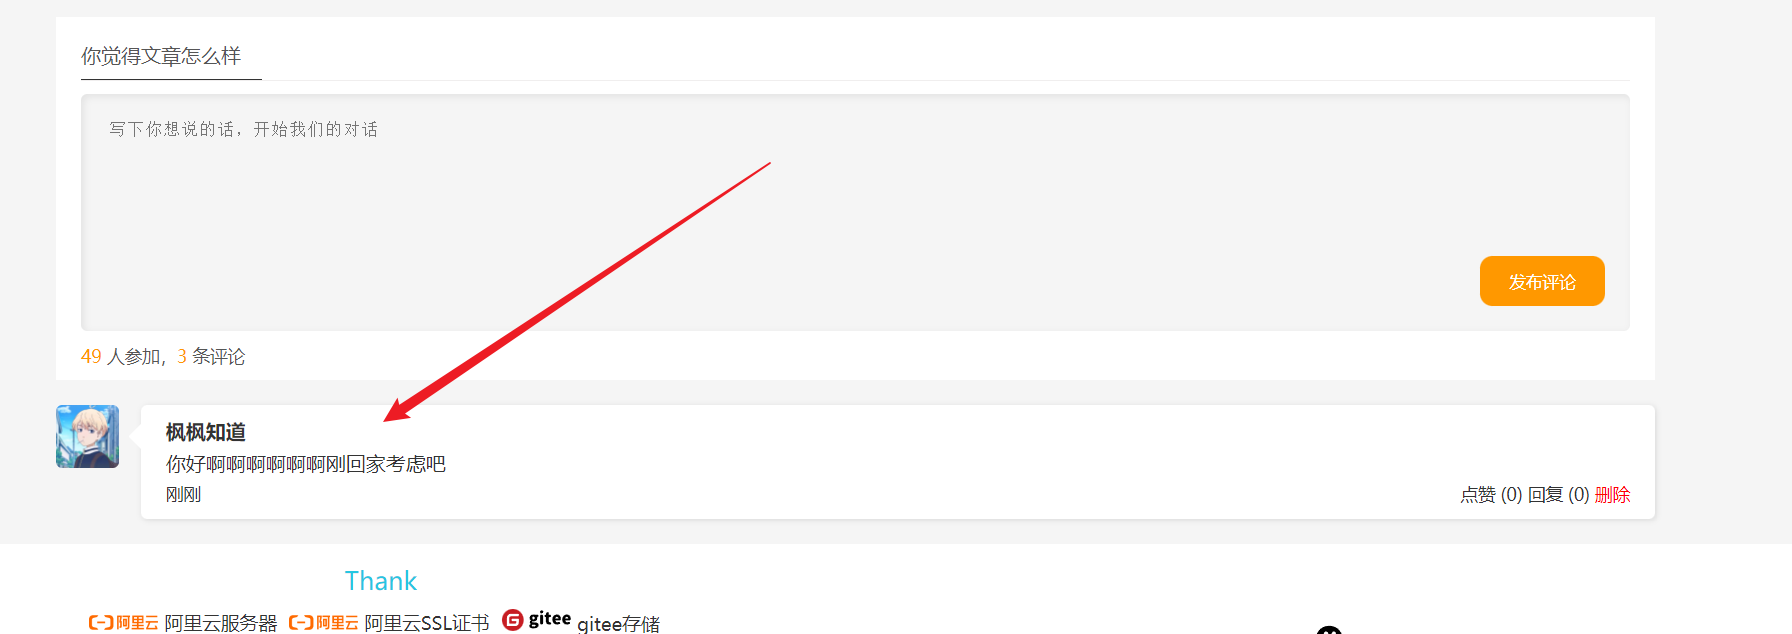 你觉得文章怎么样
写下你想说的话，开始我们的对话
发布评论
49 人参加，3 条评论
枫枫知道
你好啊啊啊啊啊啊刚回家考虑吧
刚刚
点赞 (0) 回复 (0) 删除
Thank
阿里云 阿里云服务器 阿里云 阿里云SSL证书 gitee gitee存储